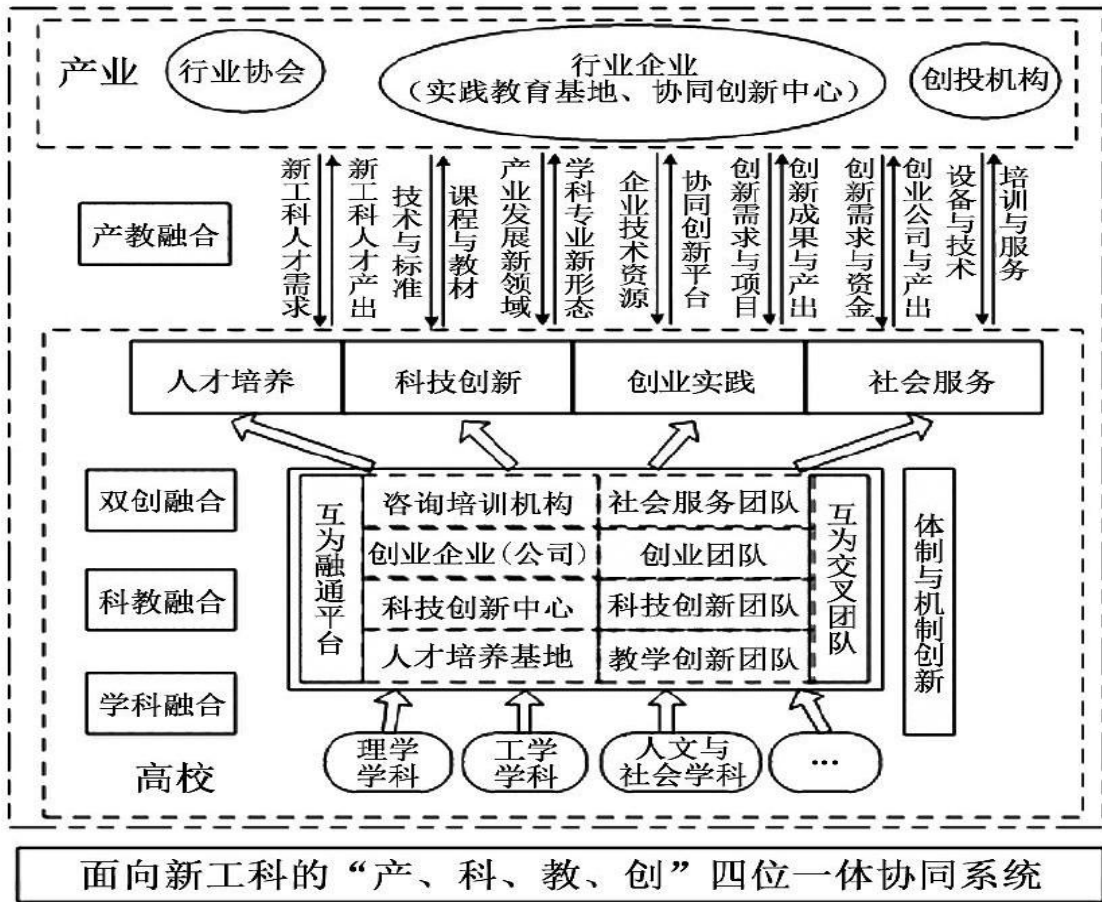 产业
行业协会
行业企业
(实践教育基地、协同创新中心)
创投机构
产教融合
新工科人才需求
新工科人才产出
技术与标准
课程与教材
产业发展新领域
学科专业新形态
企业技术资源
协同创新平台
创新需求与项目
创新成果与产出
创新需求与资金
创业公司与产出
设备与技术
培训与服务
人才培养
科技创新
创业实践
社会服务
双创融合
科教融合
学科融合
高校
互为融通平台
咨询培训机构
社会服务团队
创业企业(公司)
创业团队
科技创新中心
科技创新团队
人才培养基地
教学创新团队
互为交叉团队
体制与机制创新
理学
学科
工学
学科
人文与
社会学科
…
面向新工科的“产、科、教、创”四位一体协同系统